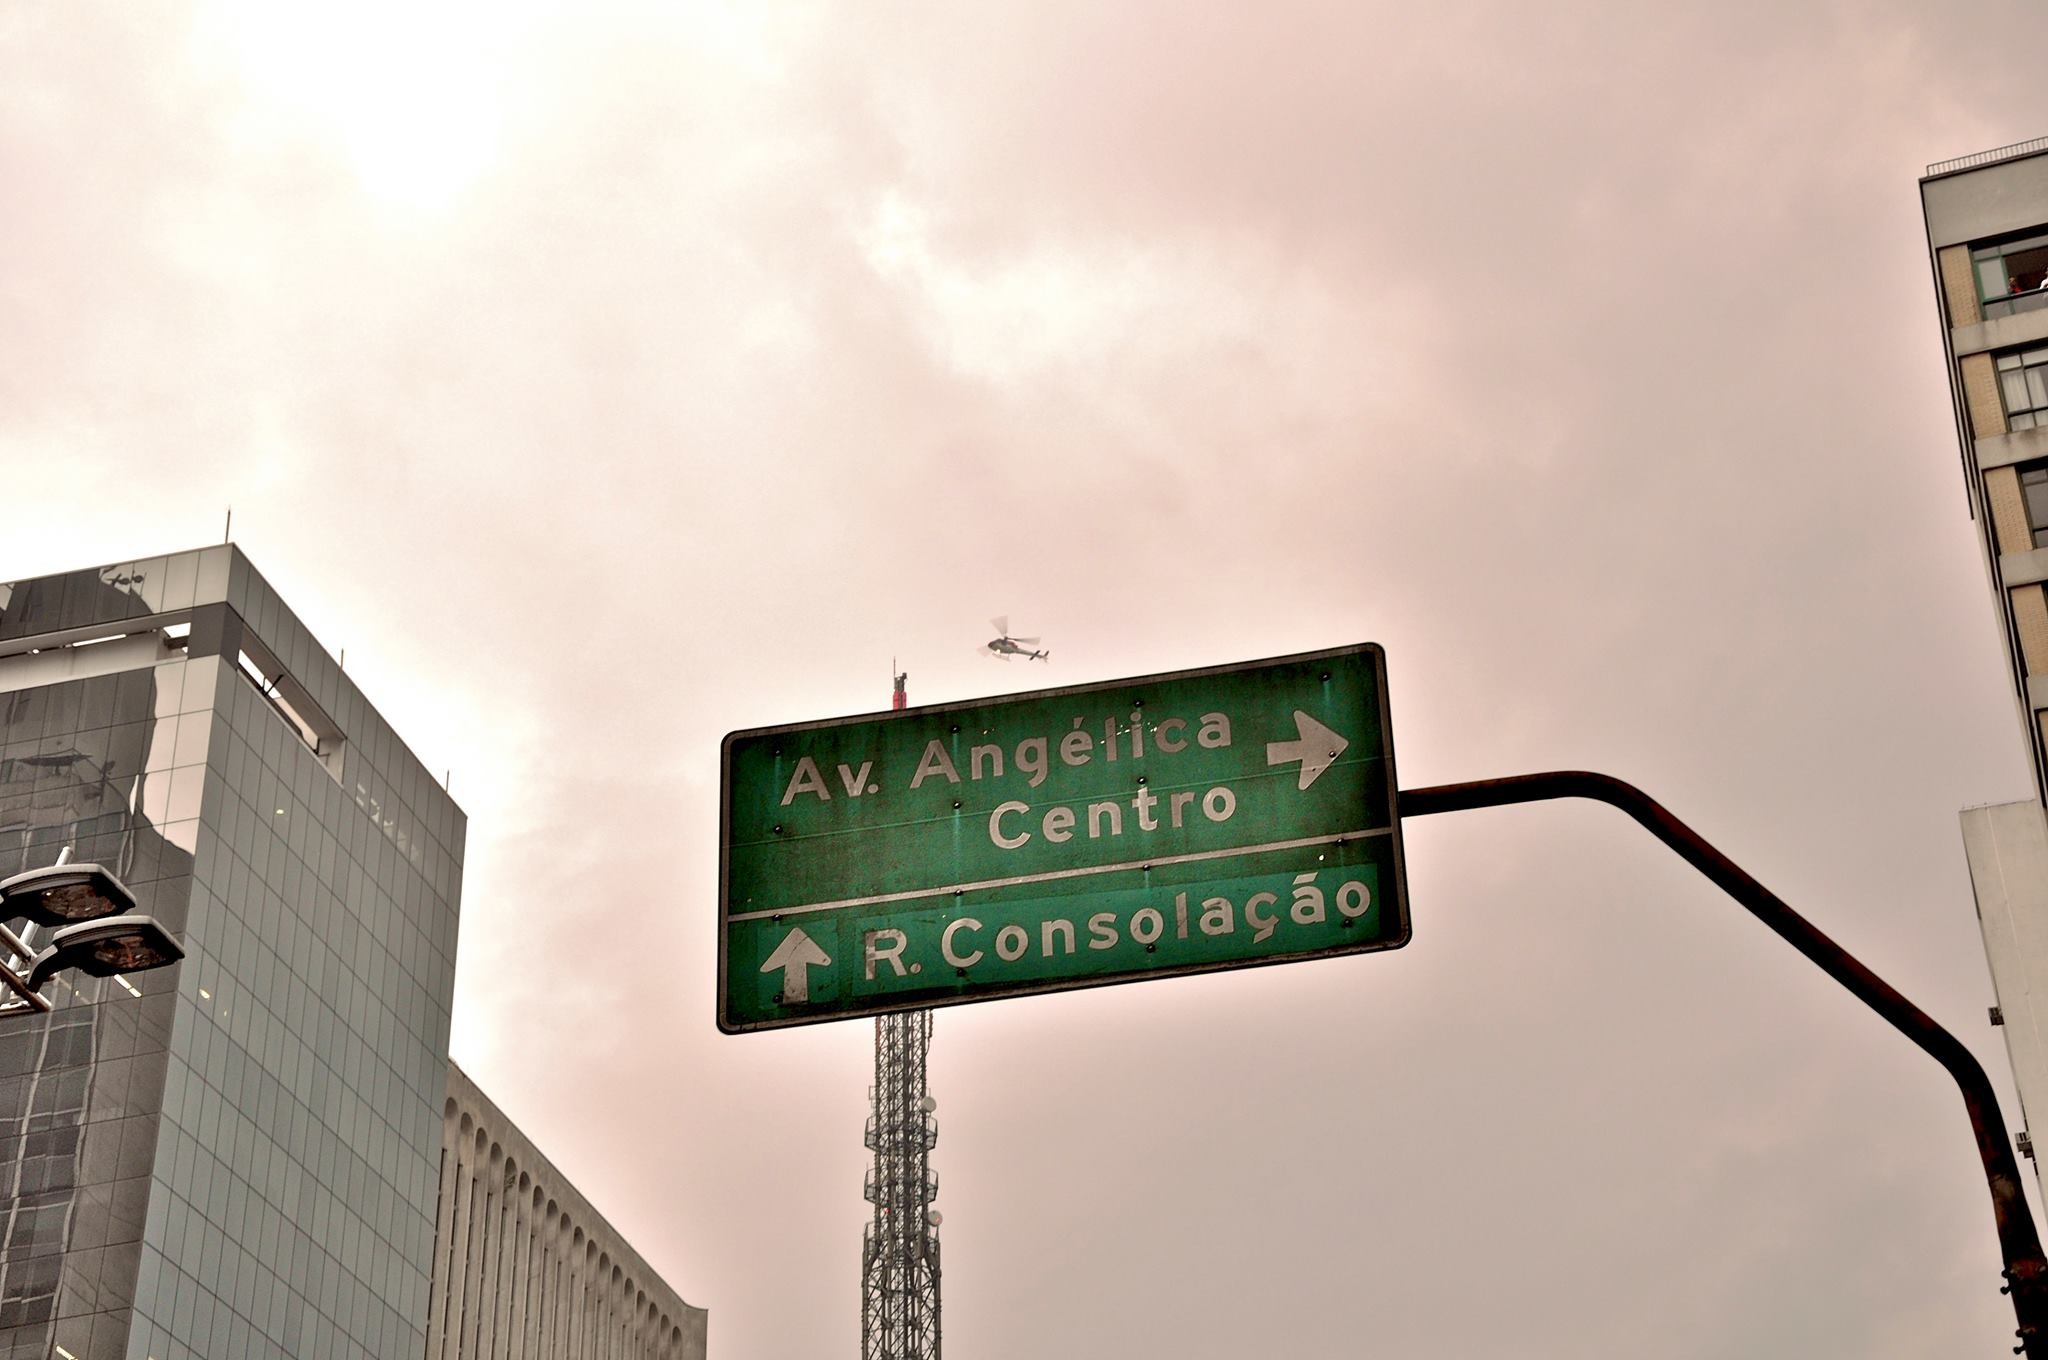 Av. Angélica
Centro
R. Consolação